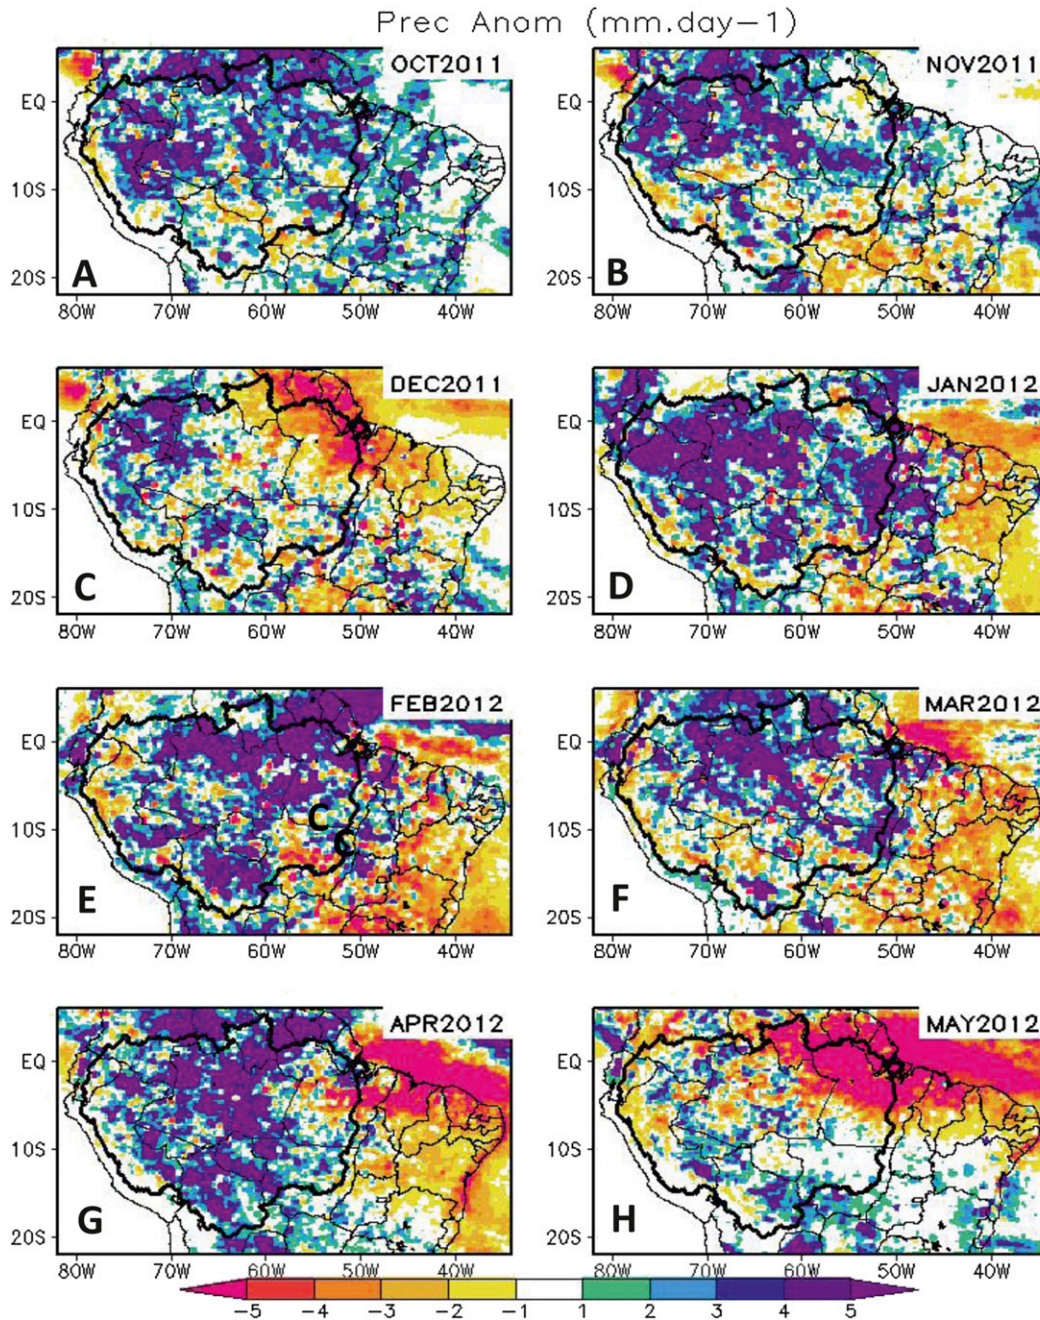 Prec Anom (mm.day−1)
OCT2011
NOV2011
EQ
10S
20S
A
80W 70W 60W 50W 40W
EQ
10S
20S
B
80W 70W 60W 50W 40W
DEC2011
JAN2012
EQ
10S
20S
C
80W 70W 60W 50W 40W
EQ
10S
20S
D
80W 70W 60W 50W 40W
FEB2012
MAR2012
EQ
10S
20S
C
C
E
80W 70W 60W 50W 40W
EQ
10S
20S
F
80W 70W 60W 50W 40W
APR2012
MAY2012
EQ
10S
20S
G
80W 70W 60W 50W 40W
EQ
10S
20S
H
80W 70W 60W 50W 40W
−5 −4 −3 −2 −1 1 2 3 4 5